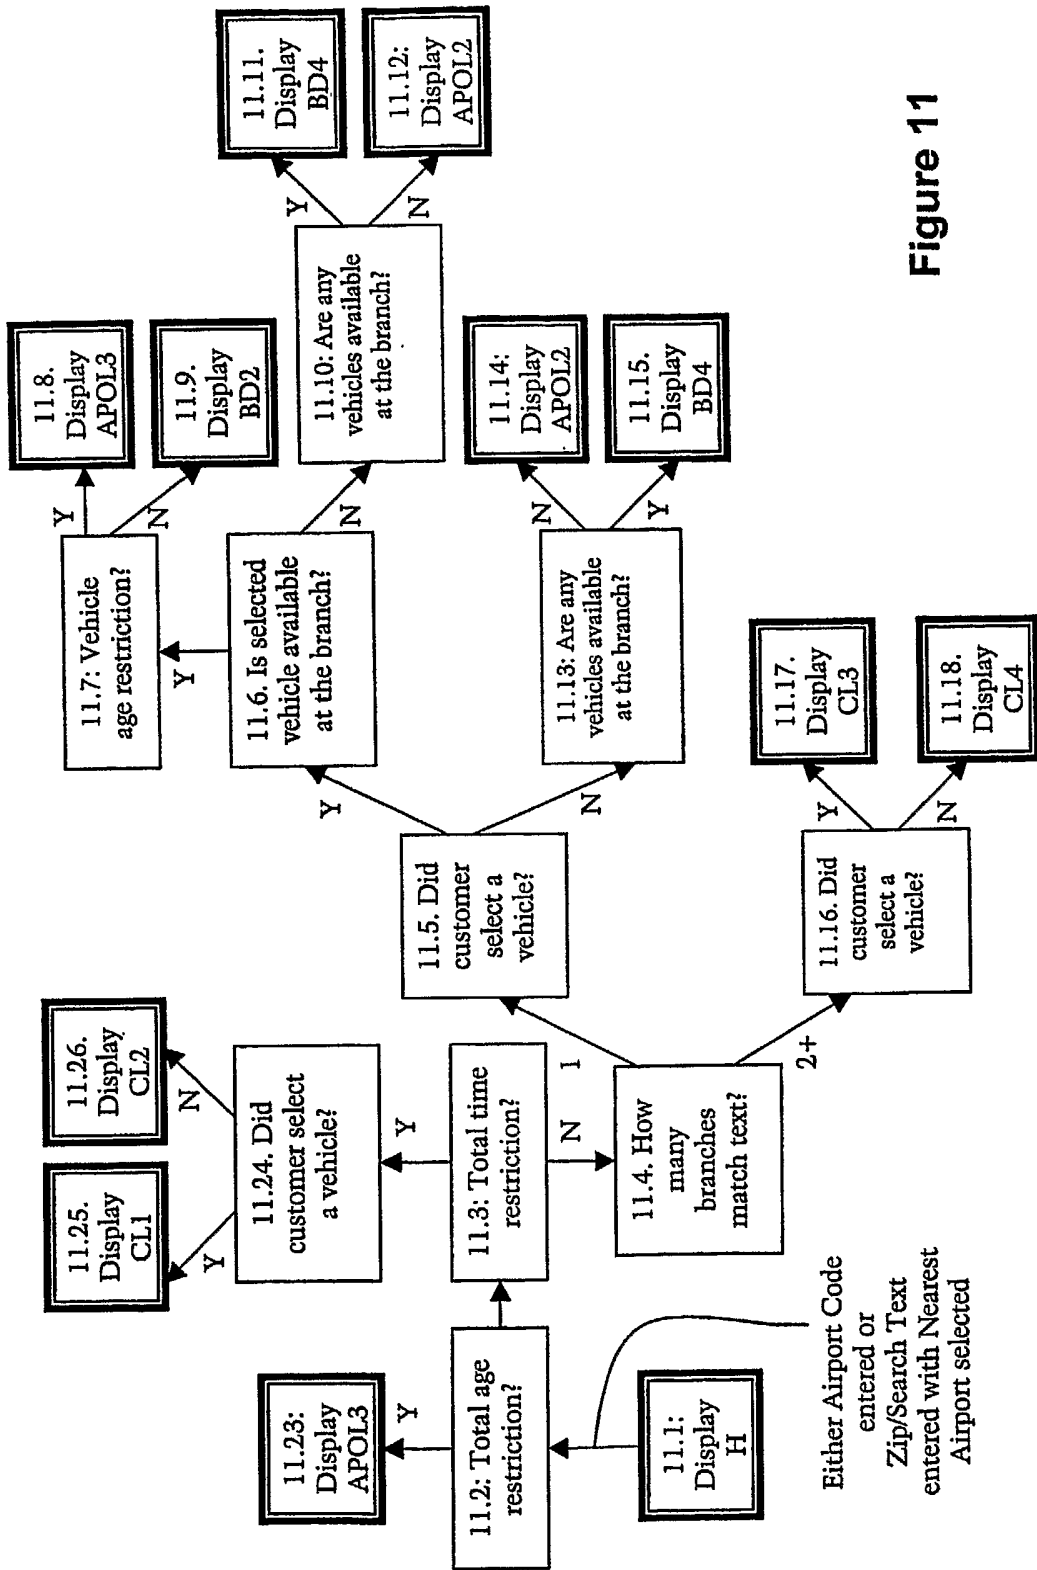 11.1:
Display
H
Either Airport Code
entered or
Zip/Search Text
entered with Nearest
Airport selected
11.2: Total age
restriction?
Y
11.23:
Display
APOL3
11.3: Total time
restriction?
Y
N
11.24. Did
customer select
a vehicle?
Y
N
11.25.
Display
CL1
11.26.
Display
CL2
11.4. How
many
branches
match text?
1
2+
11.5. Did
customer
select a
vehicle?
Y
N
11.6. Is selected
vehicle available
at the branch?
Y
N
11.7: Vehicle
age restriction?
Y
N
11.8.
Display
APOL3
11.9.
Display
BD2
11.10: Are any
vehicles available
at the branch?
Y
N
11.11.
Display
BD4
11.12:
Display
APOL2
11.13: Are any
vehicles available
at the branch?
N
Y
11.14:
Display
APOL2
11.15.
Display
BD4
11.16. Did
customer
select a
vehicle?
Y
N
11.17.
Display
CL3
11.18.
Display
CL4
Figure 11